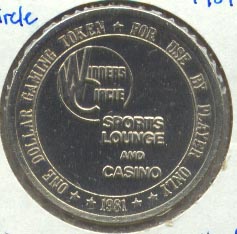 ircle
ONE DOLLAR GAMING TOKEN * FOR USE BY PLAYER ONLY
WINNERS
CIRCLE
SPORTS
LOUNGE
AND
CASINO
* 1981 *